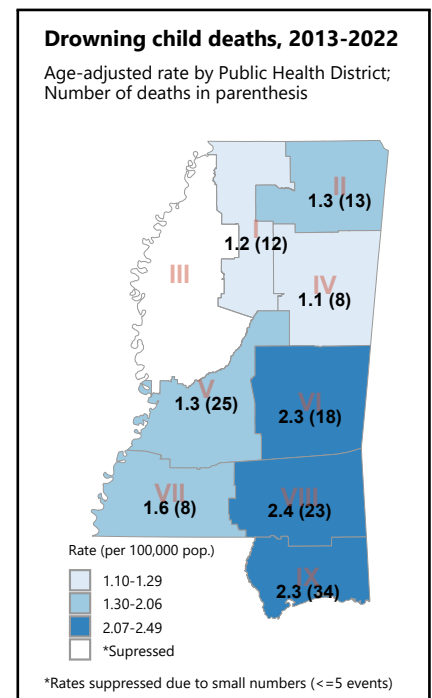 Drowning child deaths, 2013-2022
Age-adjusted rate by Public Health District;
Number of deaths in parenthesis
II
1.3 (13)
I
1.2 (12)
III
IV
1.1 (8)
V
1.3 (25)
VI
2.3 (18)
VII
1.6 (8)
VIII
2.4 (23)
IX
2.3 (34)
Rate (per 100,000 pop.)
1.10-1.29
1.30-2.06
2.07-2.49
*Supressed
*Rates suppressed due to small numbers (<=5 events)